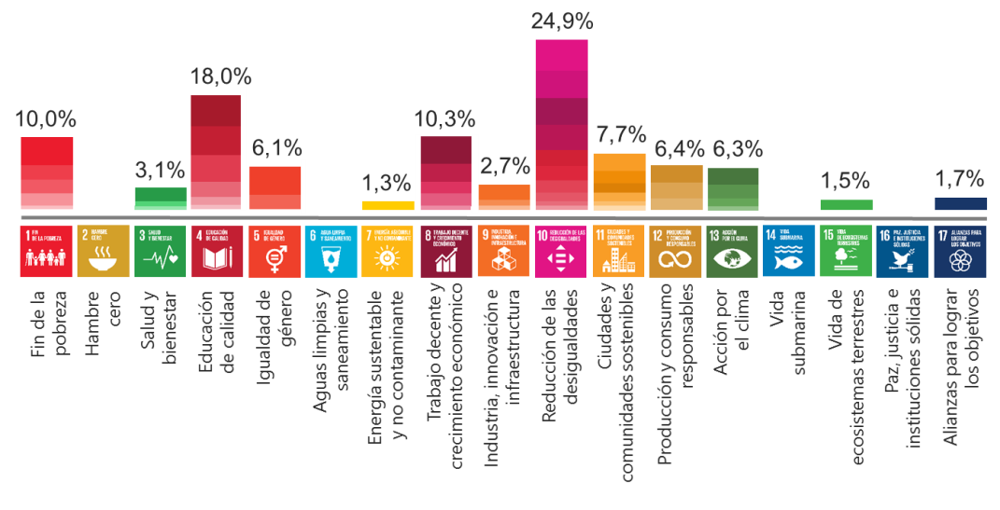 24,9%
18,0%
10,0%
10,3%
7,7%
6,1%
6,4%
6,3%
3,1%
2,7%
1,3%
1,5%
1,7%
1 FIN
DE LA POBREZA
2 HAMBRE
CERO
3 SALUD
Y BIENESTAR
4 EDUCACIÓN
DE CALIDAD
5 IGUALDAD
DE GÉNERO
6 AGUA LIMPIA
Y SANEAMIENTO
7 ENERGÍA ASEQUIBLE
Y NO CONTAMINANTE
8 TRABAJO DECENTE
Y CRECIMIENTO
ECONÓMICO
9 INDUSTRIA,
INNOVACIÓN E
INFRAESTRUCTURA
10 REDUCCIÓN DE LAS
DESIGUALDADES
11 CIUDADES Y
COMUNIDADES
SOSTENIBLES
12 PRODUCCIÓN
Y CONSUMO
RESPONSABLES
13 ACCIÓN
POR EL CLIMA
14 VIDA
SUBMARINA
15 VIDA
DE ECOSISTEMAS
TERRESTRES
16 PAZ, JUSTICIA
E INSTITUCIONES
SÓLIDAS
17 ALIANZAS PARA
LOGRAR
LOS OBJETIVOS
Fin de la
pobreza
Hambre
cero
Salud y
bienestar
Educación
de calidad
Igualdad de
género
Aguas limpias y
saneamiento
Energía sustentable
y no contaminante
Trabajo decente y
crecimiento económico
Industria, innovación e
infraestructura
Reducción de las
desigualdades
Ciudades y
comunidades sostenibles
Producción y consumo
responsables
Acción por
el clima
Vida
submarina
Vida de
ecosistemas terrestres
Paz, justicia e
instituciones sólidas
Alianzas para lograr
los objetivos